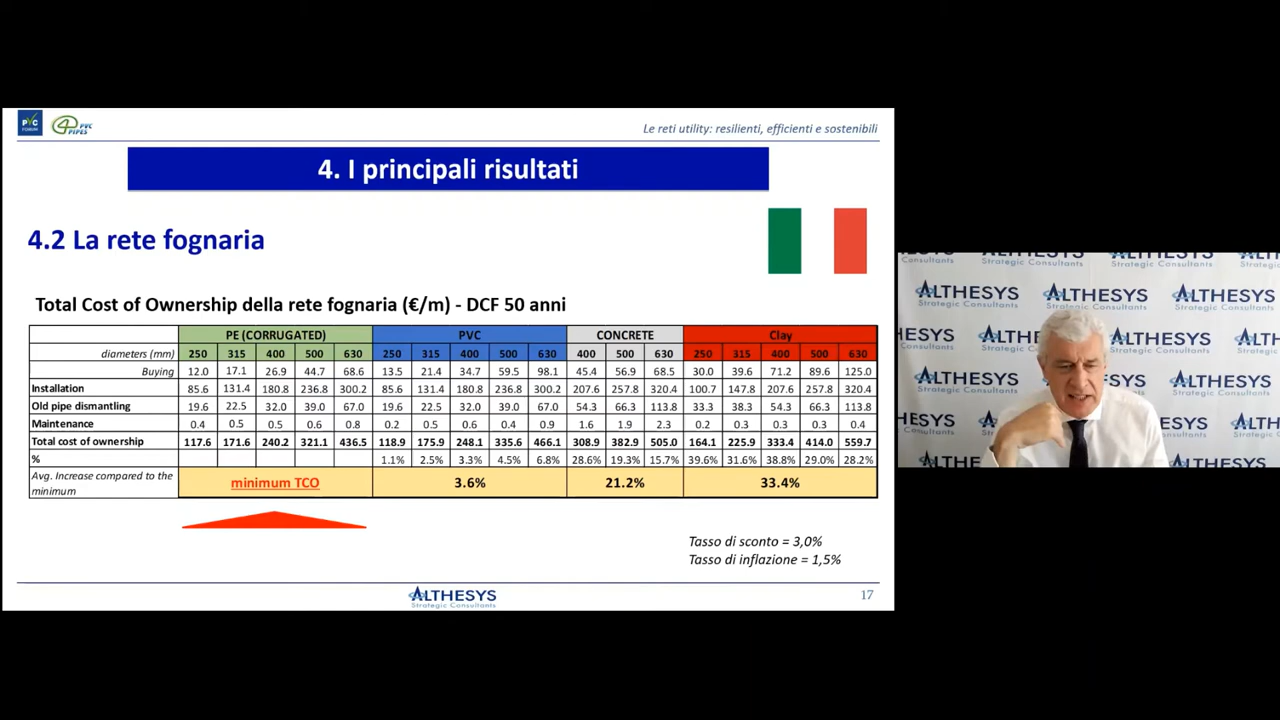 PVC
FORUM
PVC
4PIPES
Le reti utility: resilienti, efficienti e sostenibili
4. I principali risultati
4.2 La rete fognaria
Total Cost of Ownership della rete fognaria (€/m) - DCF 50 anni
PE (CORRUGATED) PVC CONCRETE Clay
diameters (mm) 250 315 400 500 630 250 315 400 500 630 400 500 630 250 315 400 500 630
Buying 12.0 17.1 26.9 44.7 68.6 13.5 21.4 34.7 59.5 98.1 45.4 56.9 68.5 30.0 39.6 71.2 89.6 125.0
Installation 85.6 131.4 180.8 236.8 300.2 85.6 131.4 180.8 236.8 300.2 207.6 257.8 320.4 100.7 147.8 207.6 257.8 320.4
Old pipe dismantling 19.6 22.5 32.0 39.0 67.0 19.6 22.5 32.0 39.0 67.0 54.3 66.3 113.8 33.3 38.3 54.3 66.3 113.8
Maintenance 0.4 0.5 0.5 0.6 0.8 0.2 0.5 0.6 0.4 0.9 1.6 1.9 2.3 0.2 0.3 0.3 0.3 0.4
Total cost of ownership 117.6 171.6 240.2 321.1 436.5 118.9 175.9 248.1 335.6 466.1 308.9 382.9 505.0 164.1 225.9 333.4 414.0 559.7
% 1.1% 2.5% 3.3% 4.5% 6.8% 28.6% 19.3% 15.7% 39.6% 31.6% 38.8% 29.0% 28.2%
Avg. Increase compared to the
minimum
minimum TCO 3.6% 21.2% 33.4%
Tasso di sconto = 3,0%
Tasso di inflazione = 1,5%
ALTHESYS
Strategic Consultants
17
ALTHESYS
Strategic Consultants